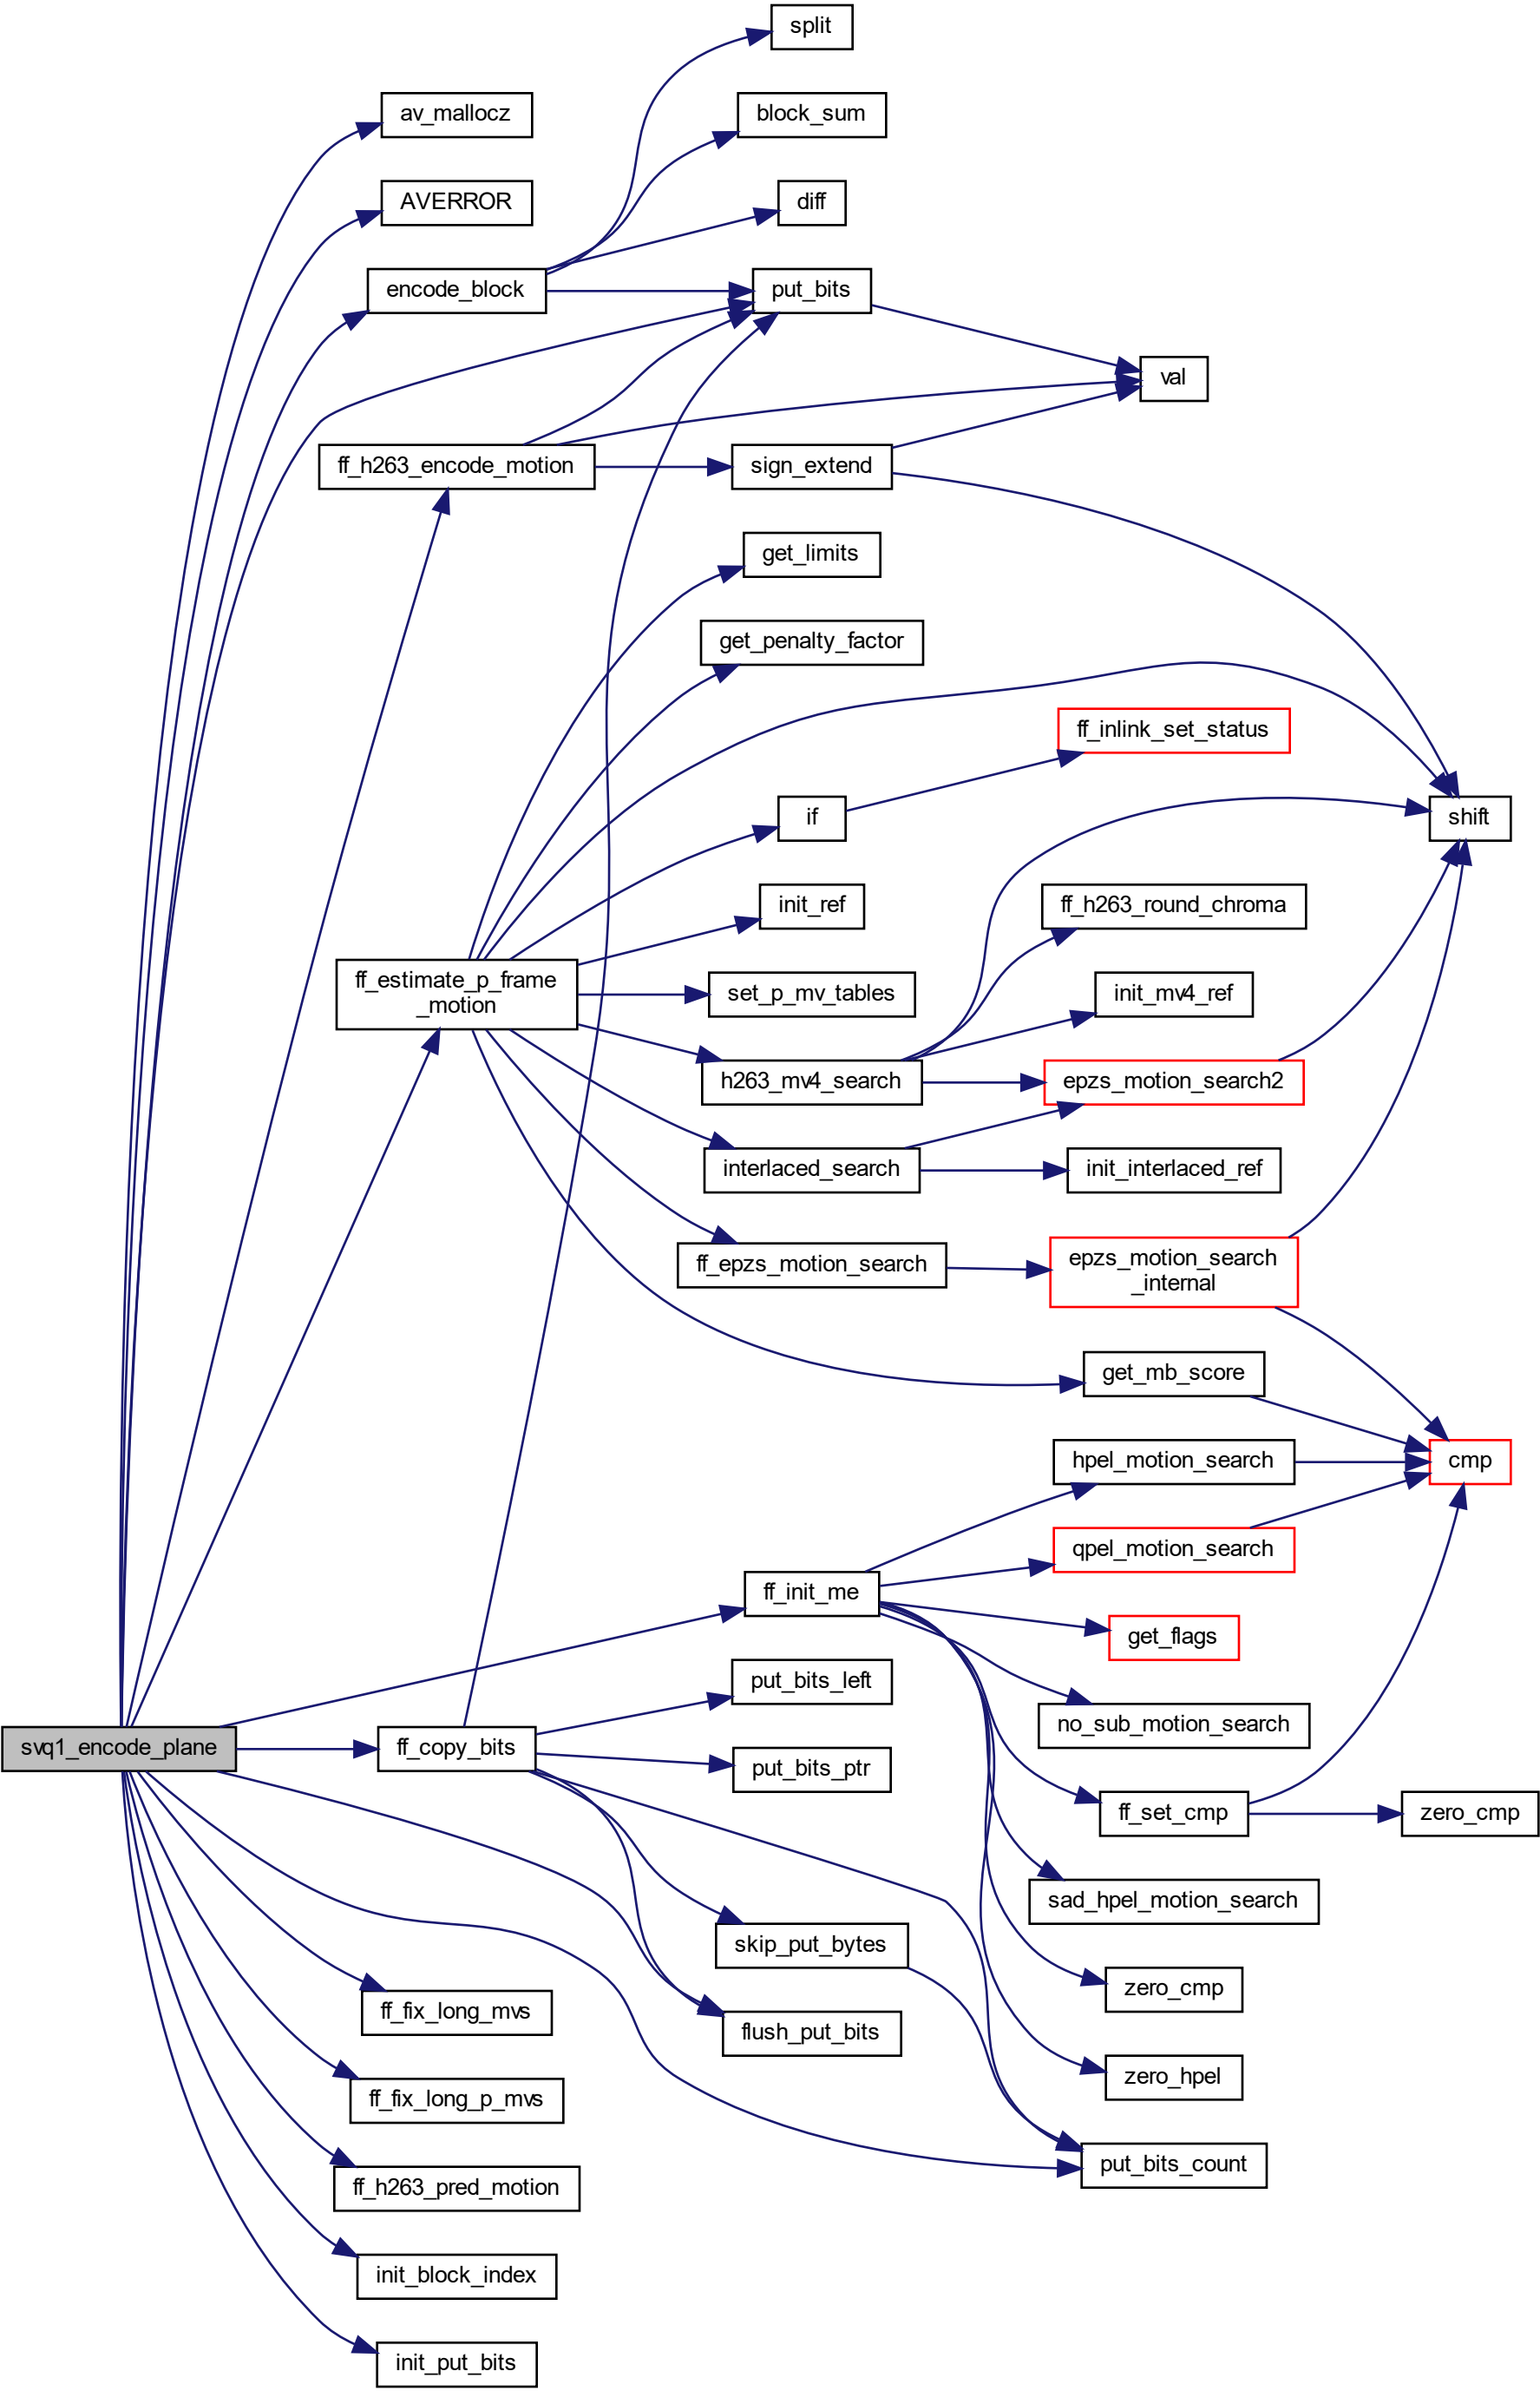 split
av_mallocz
block_sum
AVERROR
diff
encode_block
put_bits
val
ff_h263_encode_motion
sign_extend
get_limits
get_penalty_factor
ff_inlink_set_status
if
shift
init_ref
ff_h263_round_chroma
ff_estimate_p_frame
_motion
set_p_mv_tables
init_mv4_ref
h263_mv4_search
epzs_motion_search2
interlaced_search
init_interlaced_ref
ff_epzs_motion_search
epzs_motion_search
_internal
get_mb_score
hpel_motion_search
cmp
qpel_motion_search
ff_init_me
get_flags
put_bits_left
no_sub_motion_search
svq1_encode_plane
ff_copy_bits
put_bits_ptr
ff_set_cmp
zero_cmp
sad_hpel_motion_search
skip_put_bytes
zero_cmp
ff_fix_long_mvs
flush_put_bits
zero_hpel
ff_fix_long_p_mvs
put_bits_count
ff_h263_pred_motion
init_block_index
init_put_bits